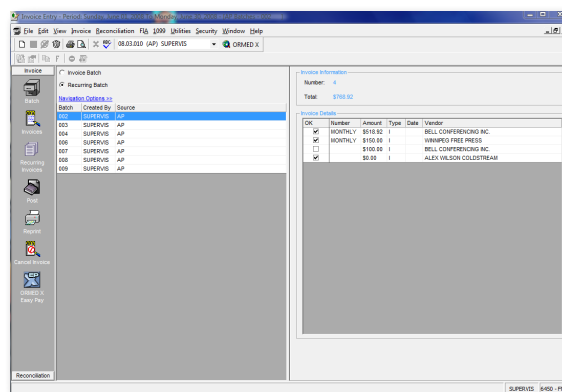 Invoice Entry - Period
File Edit View Invoice Reconciliation FIA 1099 Utilities Security Window Help
08.03.010 (AP) SUPERVIS ORMED X
Invoice
Batch
Invoices
Recurring Invoices
Post
Reprint
Cancel Invoice
ORMED X Easy Pay
Reconciliation
Invoice Batch
Recurring Batch
Navigation Options >>
Batch Created By Source
002 SUPERVIS AP
003 SUPERVIS AP
004 SUPERVIS AP
006 SUPERVIS AP
007 SUPERVIS AP
008 SUPERVIS AP
009 SUPERVIS AP
Invoice Information
Number: 4
Total: $768.92
Invoice Details
OK Number Amount Type Date Vendor
MONTHLY $518.92 I BELL CONFERENCING INC.
MONTHLY $150.00 I WINNIPEG FREE PRESS
$100.00 I BELL CONFERENCING INC.
$0.00 I ALEX WILSON COLDSTREAM
SUPERVIS 6450 - F